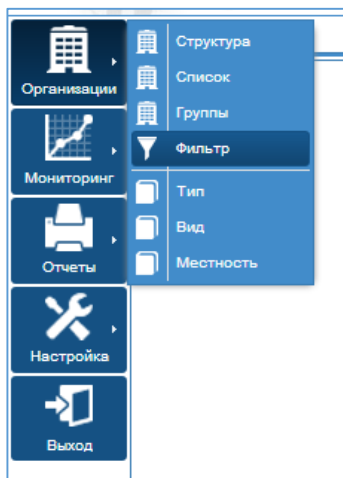 Организации
Структура
Список
Группы
Фильтр
Тип
Вид
Местность
Мониторинг
Отчеты
Настройка
Выход